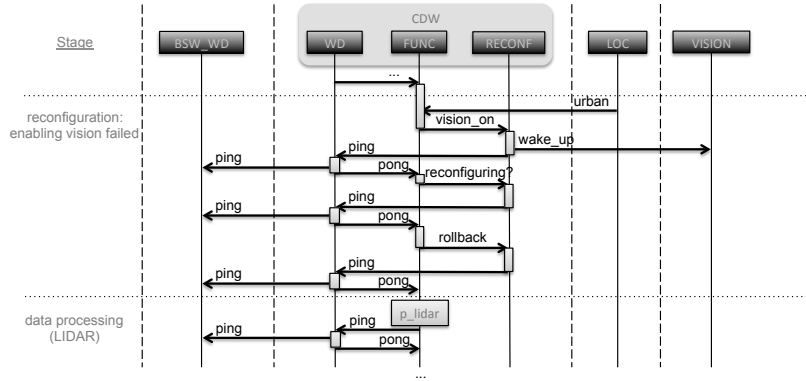 CDW
Stage
BSW_WD
WD
FUNC
RECONF
LOC
VISION
...
reconfiguration:
enabling vision failed
urban
vision_on
wake_up
ping
ping
pong
reconfiguring?
ping
ping
pong
rollback
ping
ping
pong
data processing
(LIDAR)
p_lidar
ping
ping
pong
...